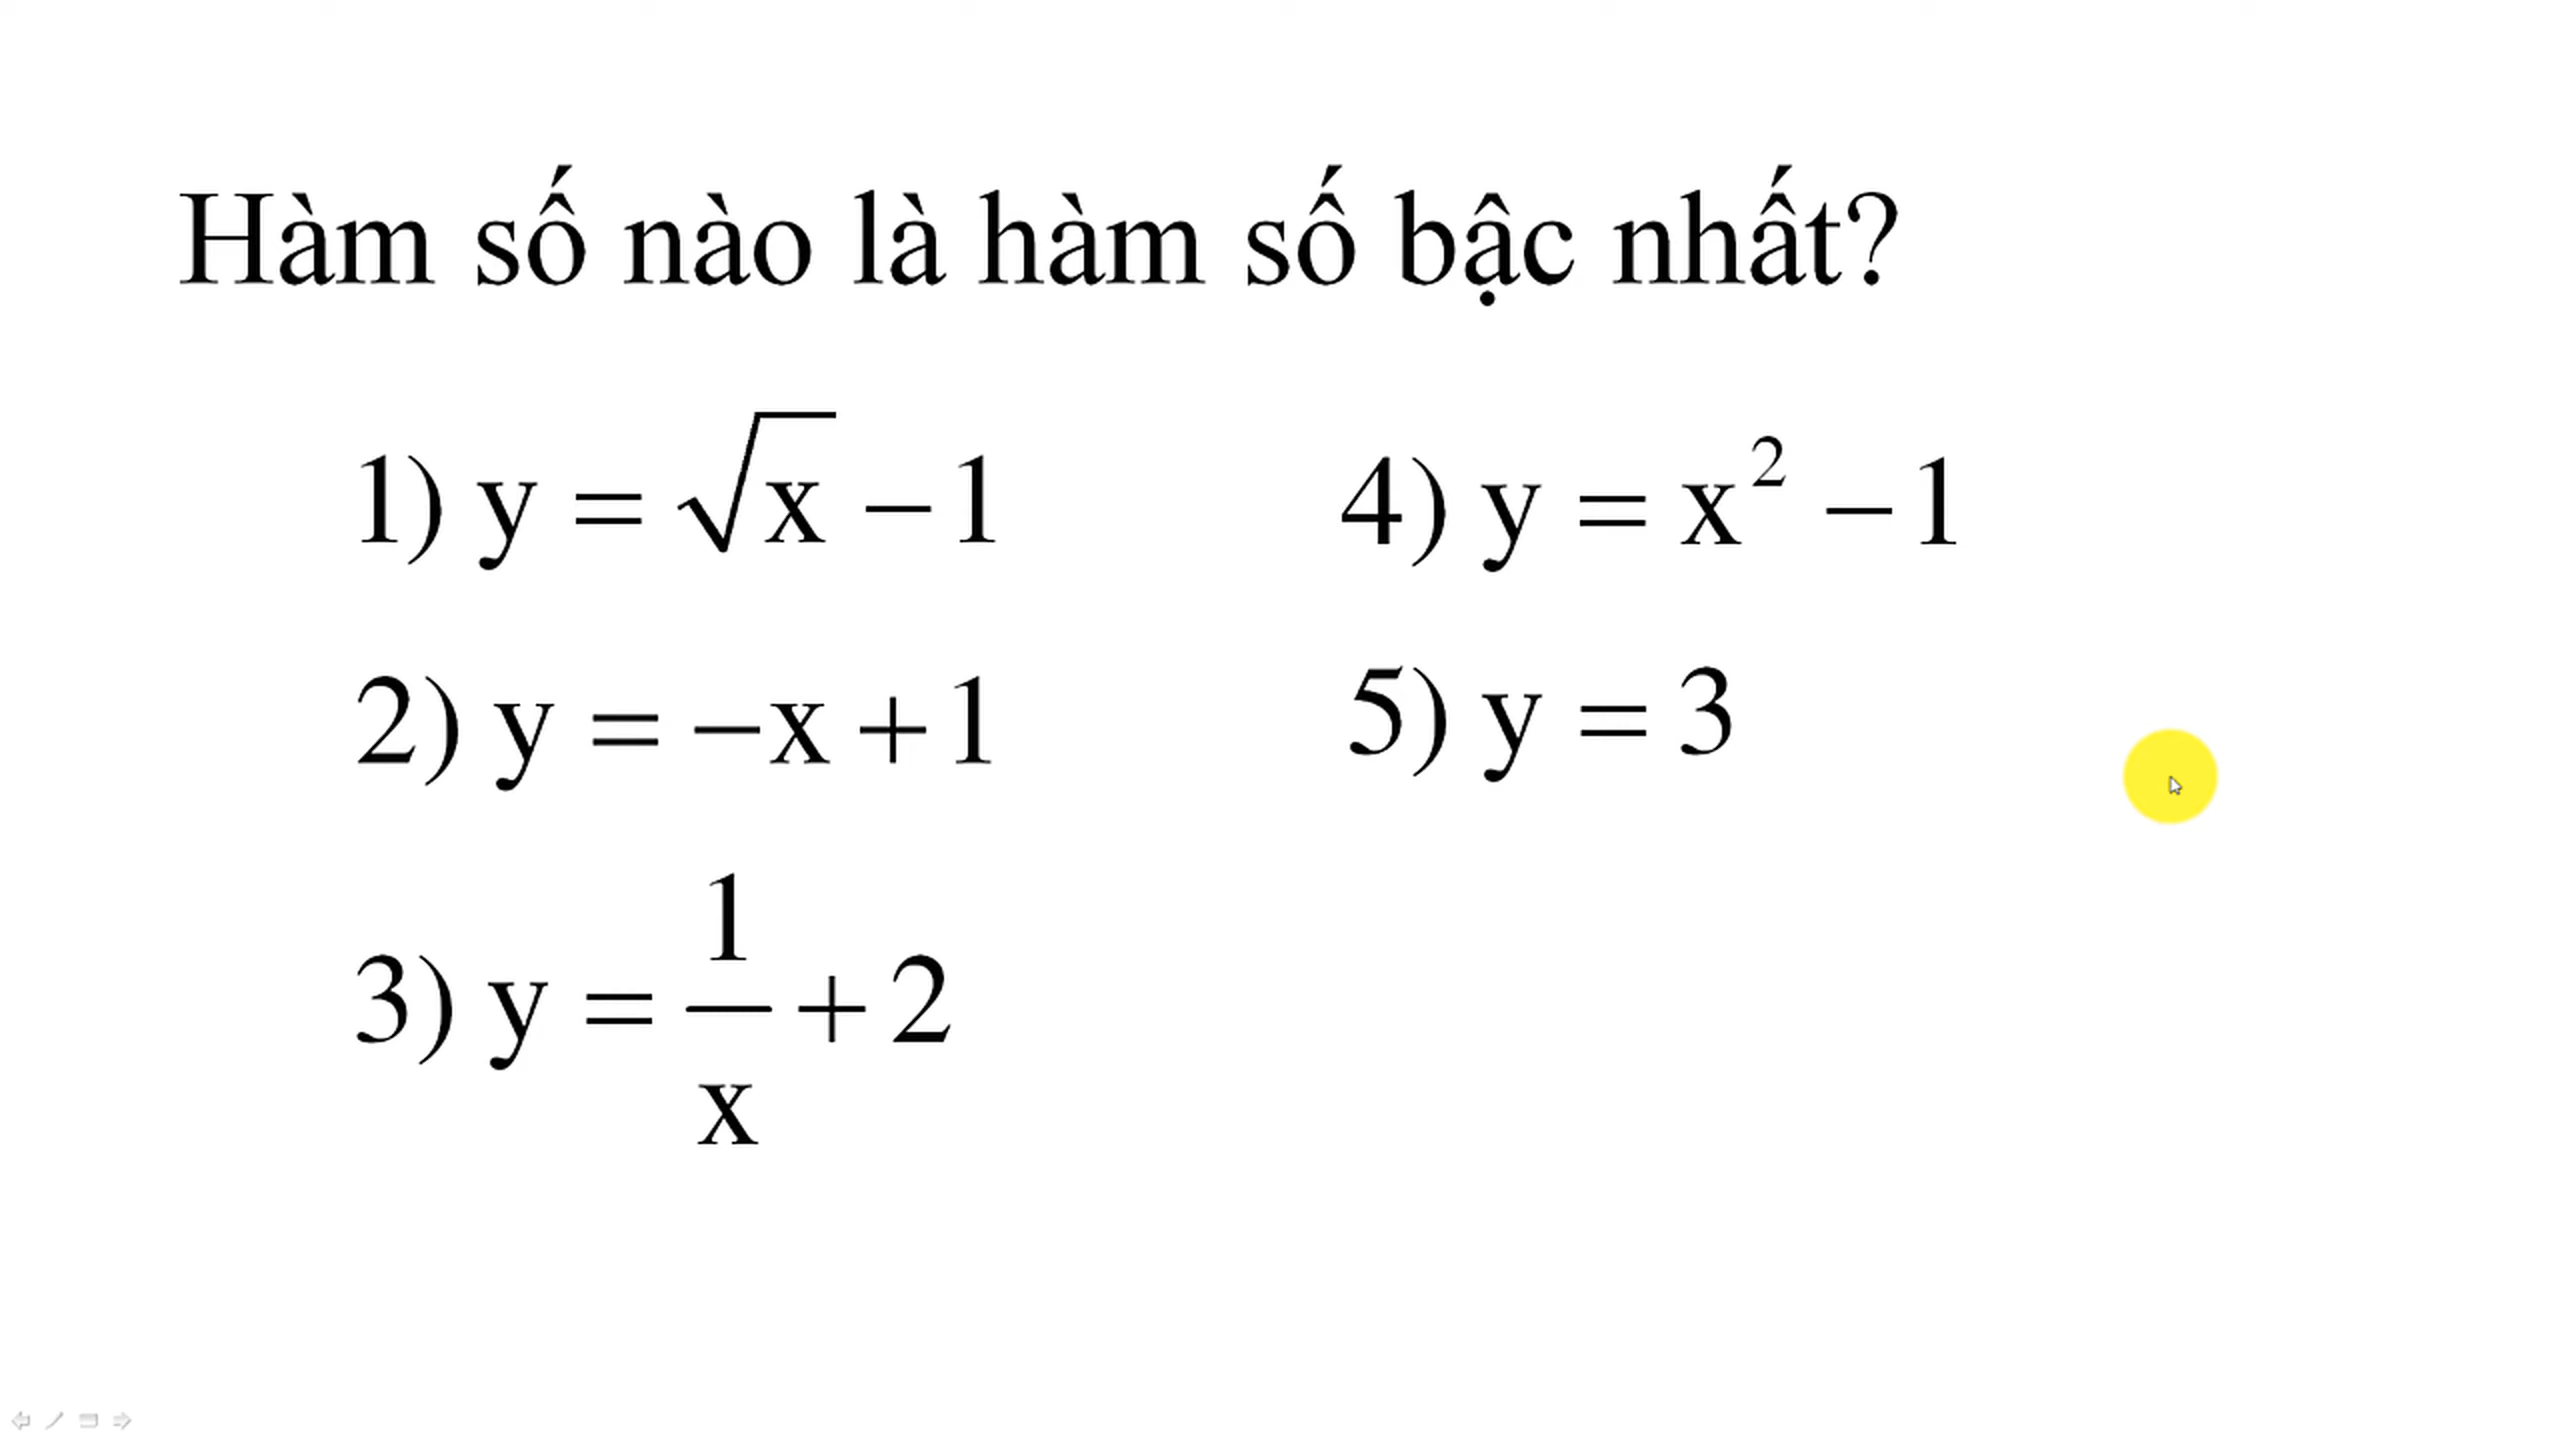 Hàm số nào là hàm số bậc nhất?
1) y = √x − 1
2) y = −x + 1
3) y = 1/x + 2
4) y = x² − 1
5) y = 3